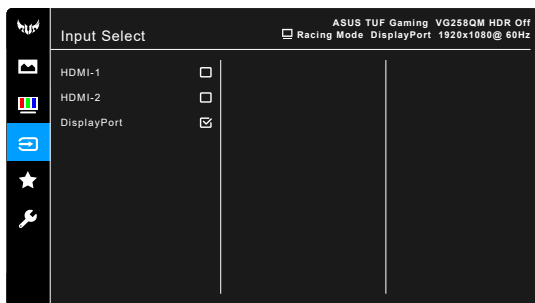 ASUS TUF Gaming VG258QM HDR Off
Input Select
Racing Mode DisplayPort 1920x1080@ 60Hz
HDMI-1
HDMI-2
DisplayPort